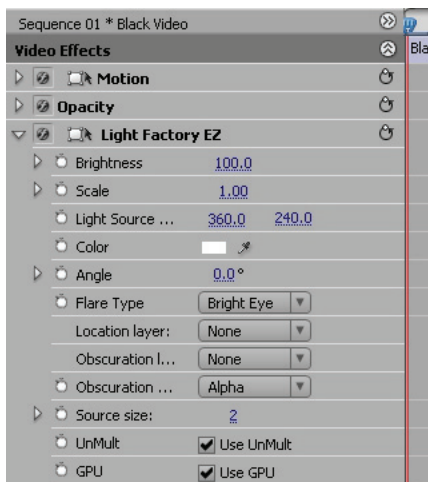 Sequence 01 * Black Video
Bla
Video Effects
Motion
Opacity
Light Factory EZ
Brightness 100.0
Scale 1.00
Light Source ... 360.0 240.0
Color
Angle 0.0°
Flare Type Bright Eye
Location layer: None
Obscuration l... None
Obscuration ... Alpha
Source size: 2
UnMult Use UnMult
GPU Use GPU